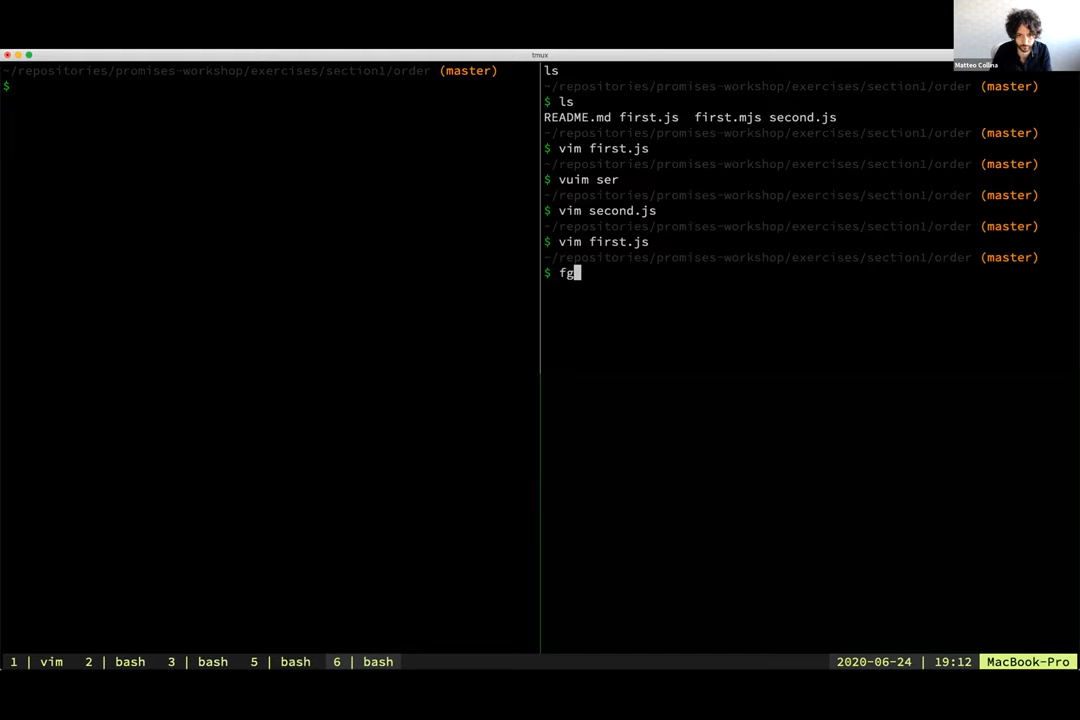 Matteo Collina
tmux
~/repositories/promises-workshop/exercises/section1/order (master)
$
ls
~/repositories/promises-workshop/exercises/section1/order (master)
$ ls
README.md first.js  first.mjs second.js
~/repositories/promises-workshop/exercises/section1/order (master)
$ vim first.js
~/repositories/promises-workshop/exercises/section1/order (master)
$ vuim ser
~/repositories/promises-workshop/exercises/section1/order (master)
$ vim second.js
~/repositories/promises-workshop/exercises/section1/order (master)
$ vim first.js
~/repositories/promises-workshop/exercises/section1/order (master)
$ fg
1 | vim  2 | bash  3 | bash  5 | bash  6 | bash  2020-06-24 | 19:12  MacBook-Pro